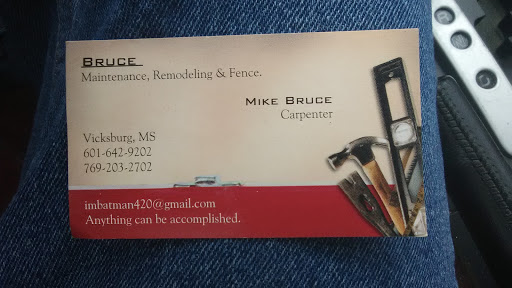 Bruce
Maintenance, Remodeling & Fence.
Mike Bruce
Carpenter
Vicksburg, MS
601-642-9202
769-203-2702
imbatman420@gmail.com
Anything can be accomplished.